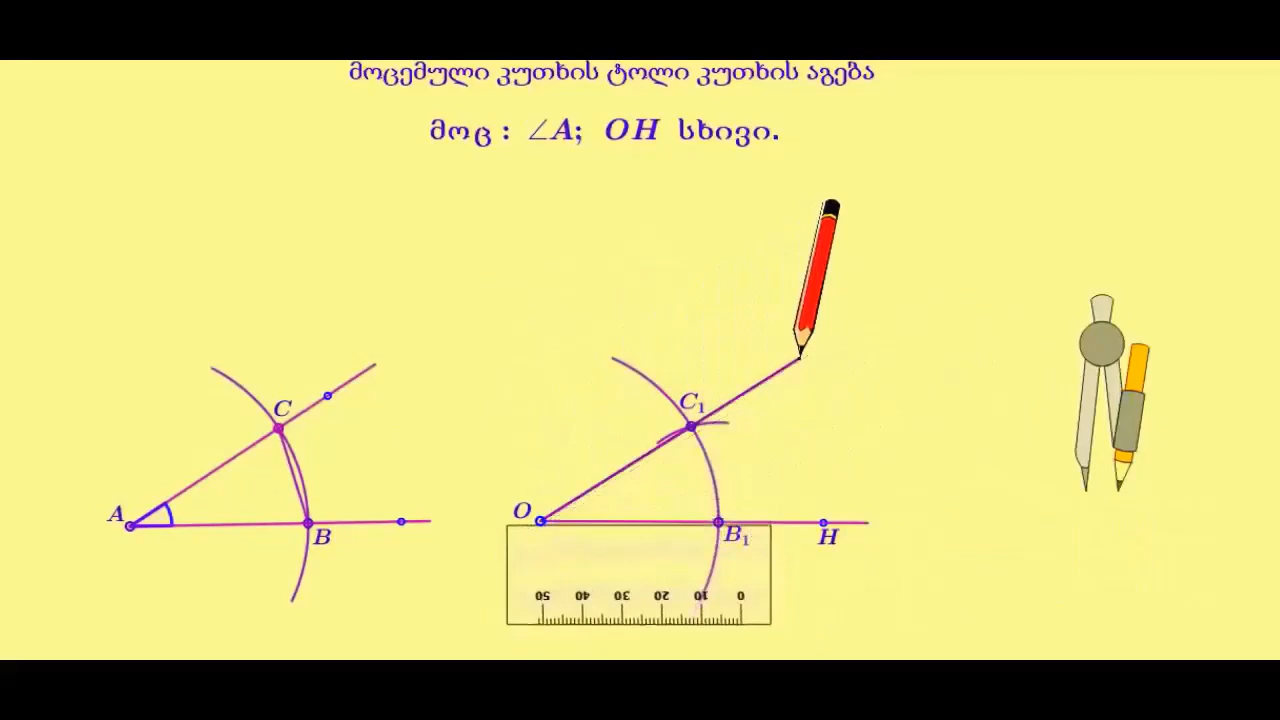 მოცემული კუთხის ტოლი კუთხის აგება
მოც : ∠A; OH სხივი.
C
A
B
C₁
O
B₁
H
50 40 30 20 10 0